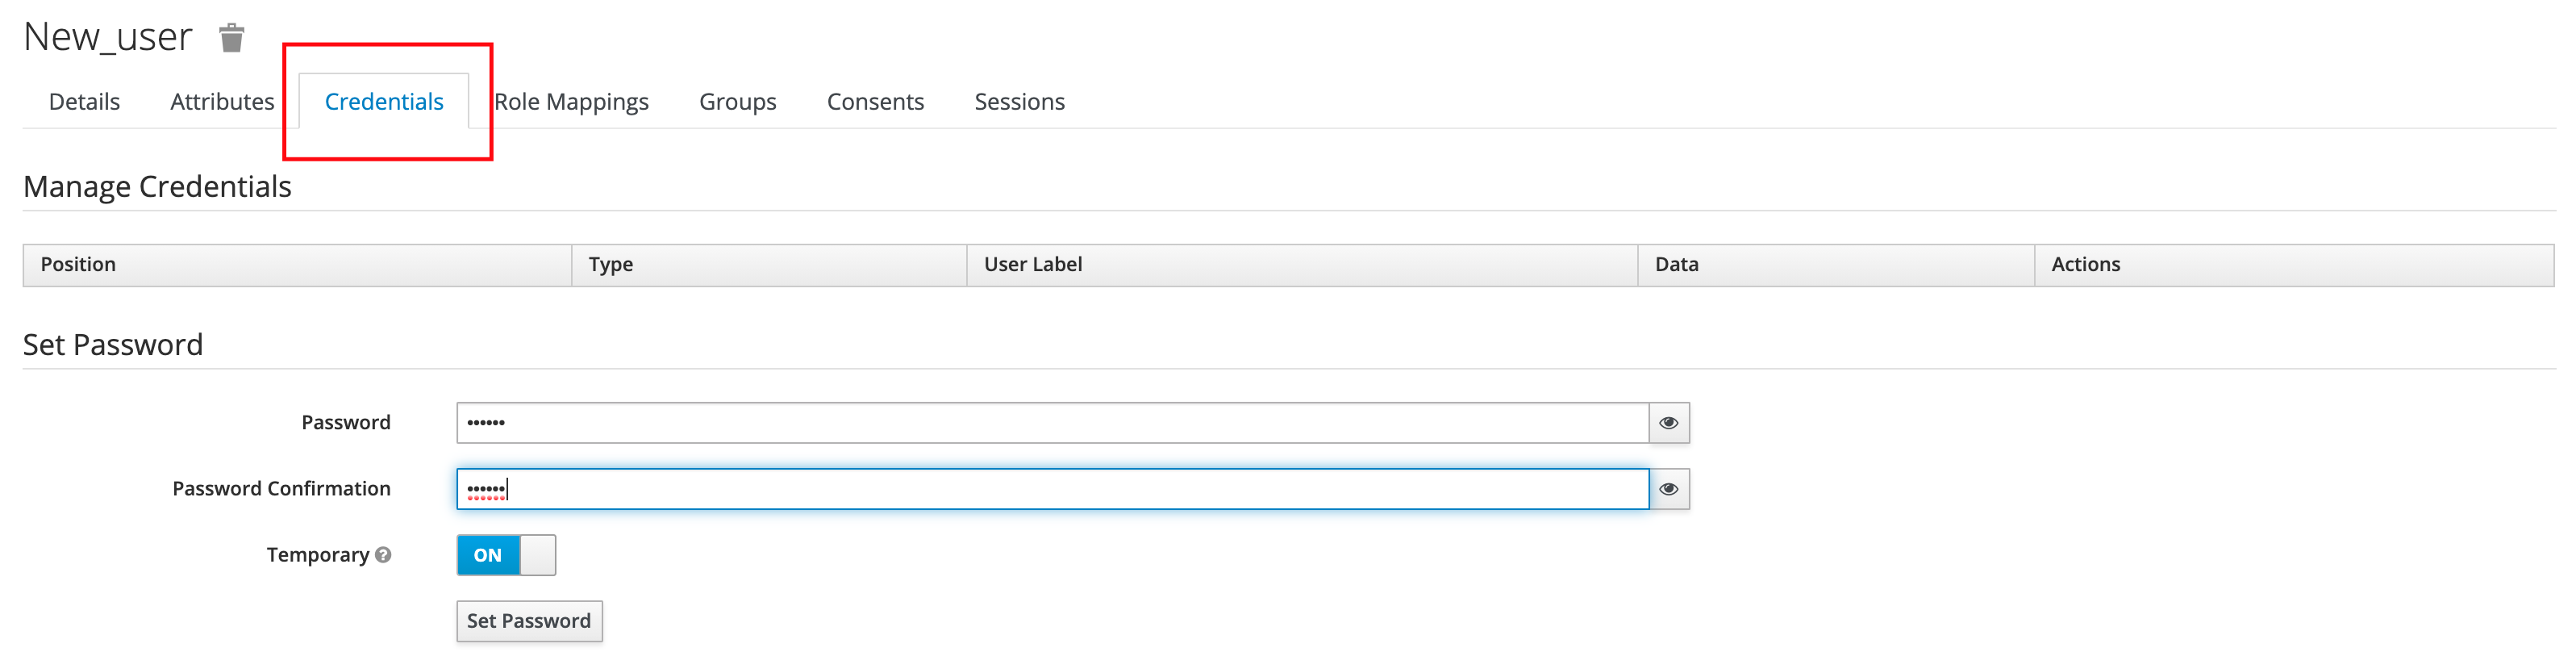 New_user
Details Attributes Credentials Role Mappings Groups Consents Sessions
Manage Credentials
Position Type User Label Data Actions
Set Password
Password ••••••
Password Confirmation ••••••
Temporary ON
Set Password